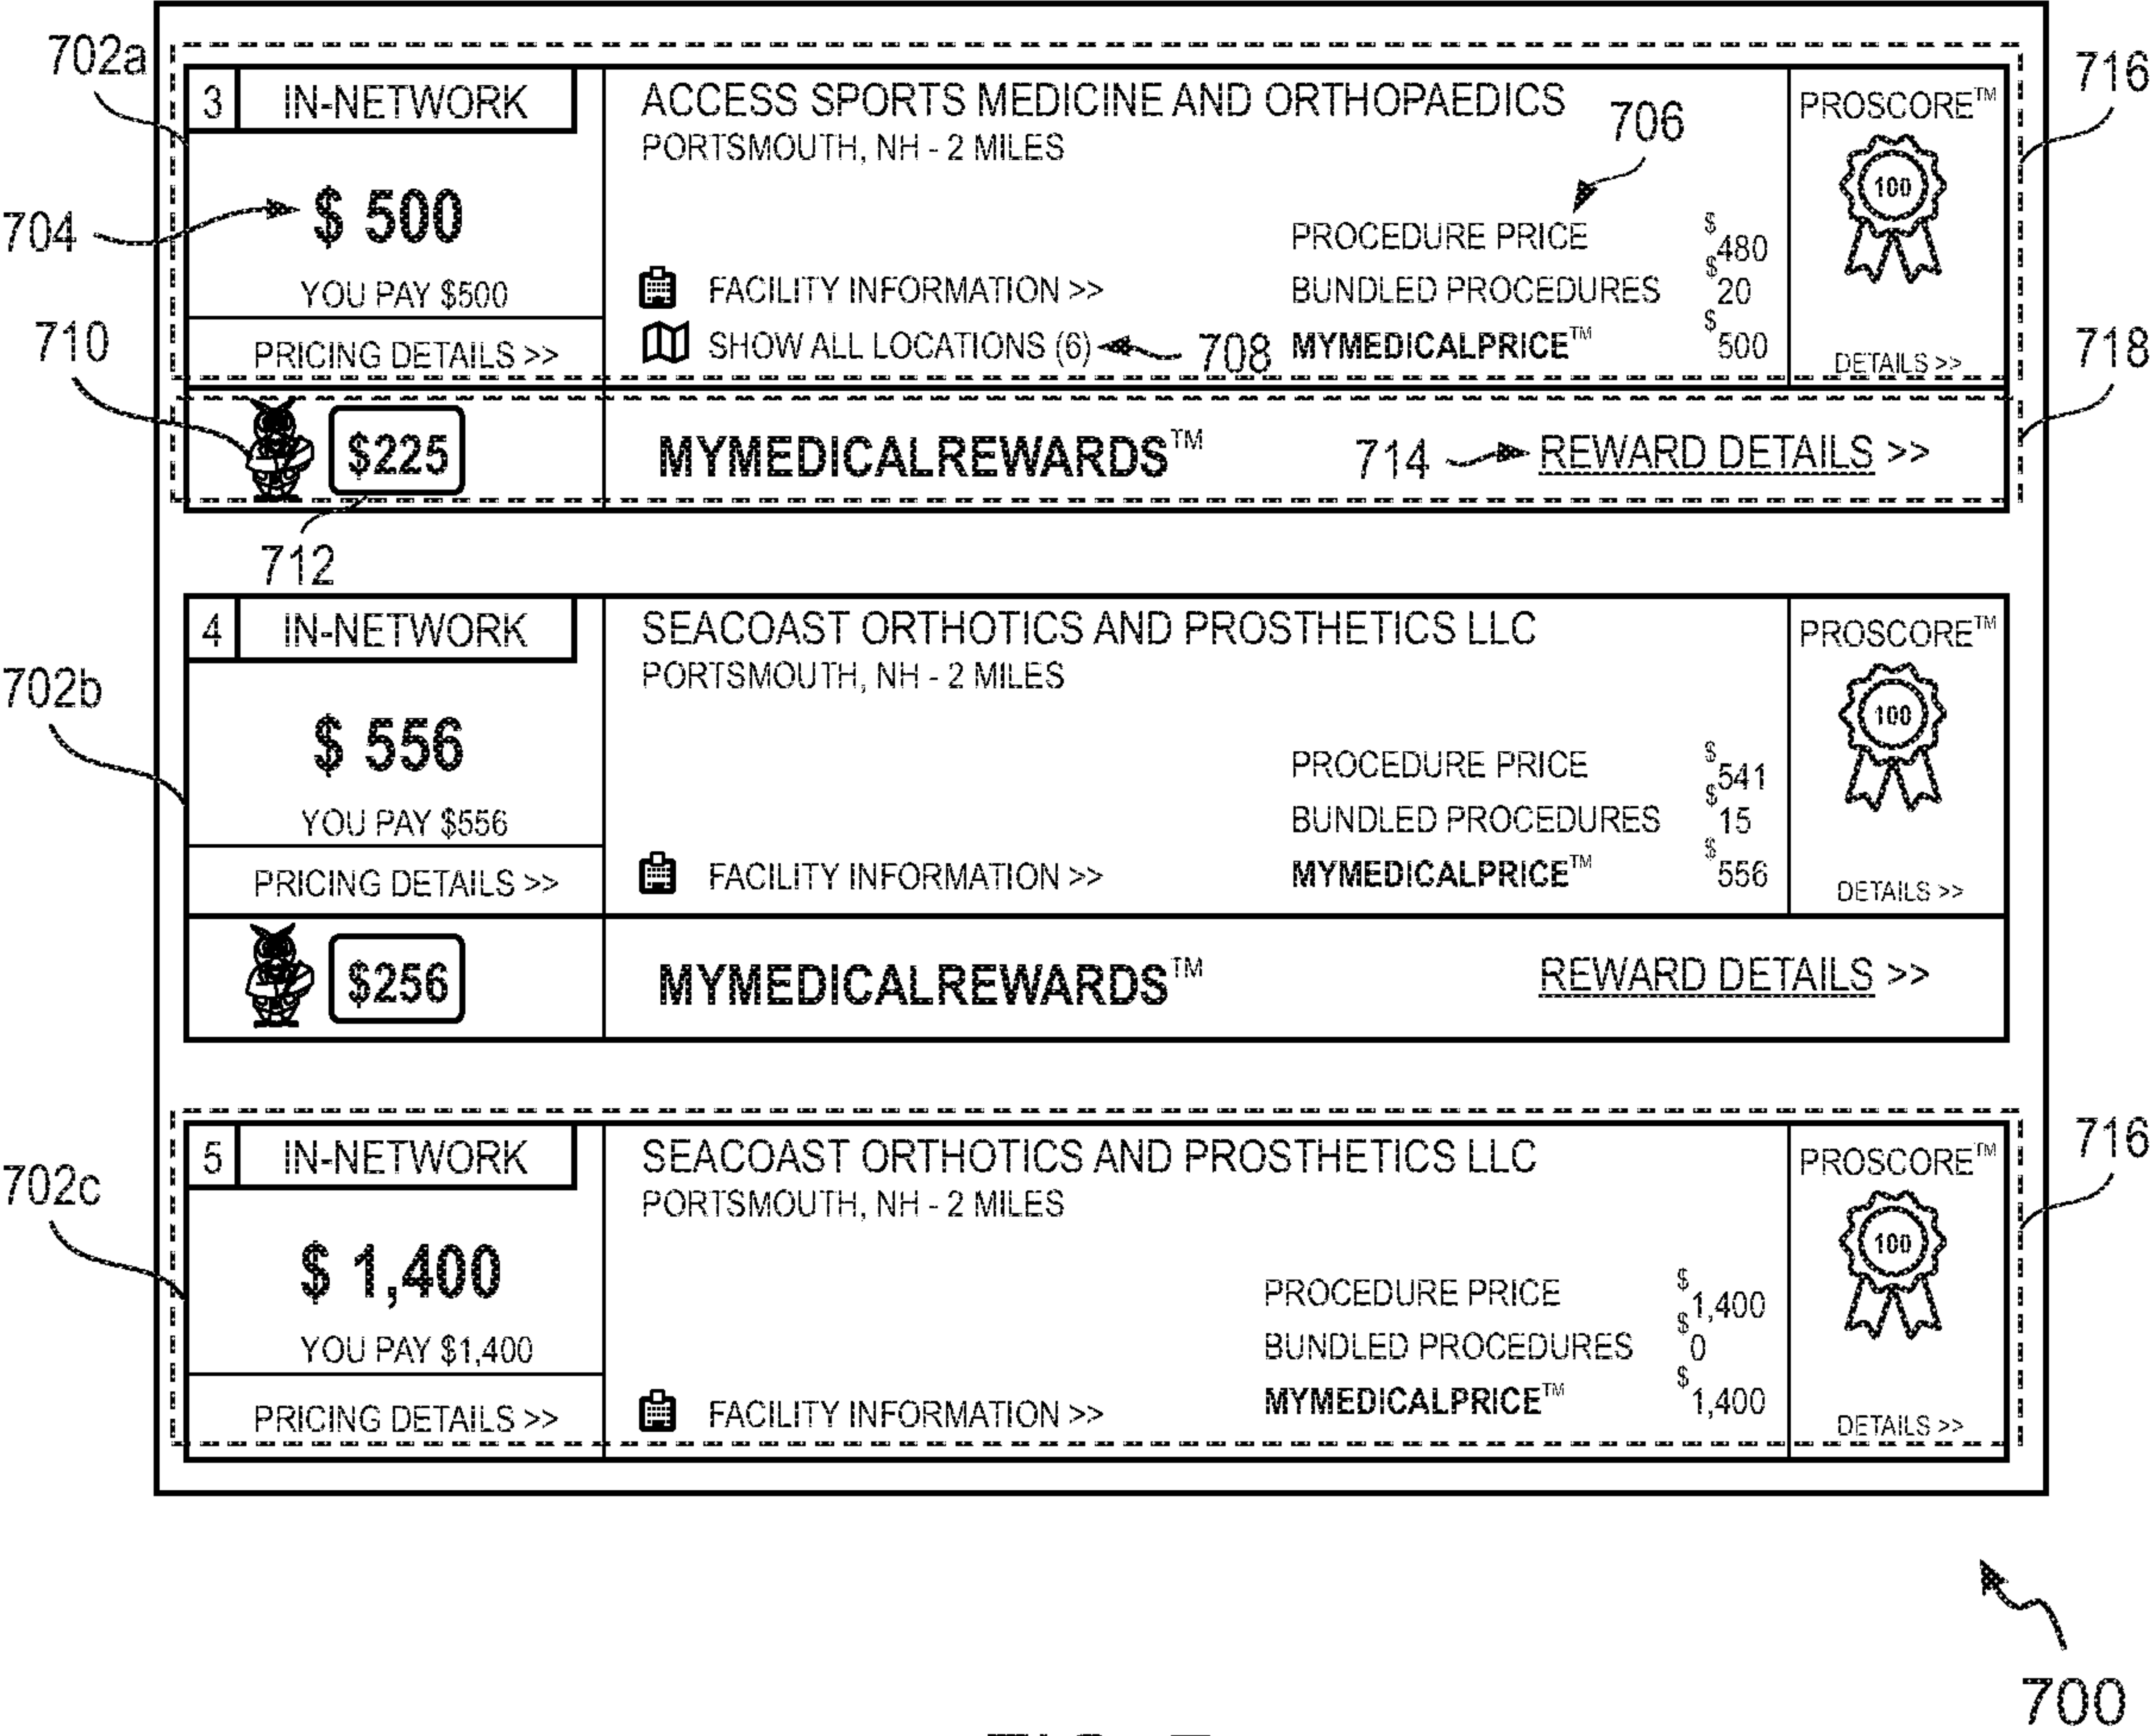 702a
716
3 IN-NETWORK
ACCESS SPORTS MEDICINE AND ORTHOPAEDICS
PORTSMOUTH, NH - 2 MILES
706
PROSCORE™
100
704
$ 500
YOU PAY $500
PROCEDURE PRICE $480
FACILITY INFORMATION >>
BUNDLED PROCEDURES $20
710
PRICING DETAILS >>
SHOW ALL LOCATIONS (6)
708
MYMEDICALPRICE™ $500
DETAILS >>
718
$225
MYMEDICALREWARDS™
714
REWARD DETAILS >>
712
4 IN-NETWORK
SEACOAST ORTHOTICS AND PROSTHETICS LLC
PORTSMOUTH, NH - 2 MILES
PROSCORE™
100
702b
$ 556
YOU PAY $556
PROCEDURE PRICE $541
BUNDLED PROCEDURES $15
PRICING DETAILS >>
FACILITY INFORMATION >>
MYMEDICALPRICE™ $556
DETAILS >>
$256
MYMEDICALREWARDS™
REWARD DETAILS >>
716
5 IN-NETWORK
SEACOAST ORTHOTICS AND PROSTHETICS LLC
PORTSMOUTH, NH - 2 MILES
PROSCORE™
100
702c
$ 1,400
YOU PAY $1,400
PROCEDURE PRICE $1,400
BUNDLED PROCEDURES $0
PRICING DETAILS >>
FACILITY INFORMATION >>
MYMEDICALPRICE™ $1,400
DETAILS >>
700